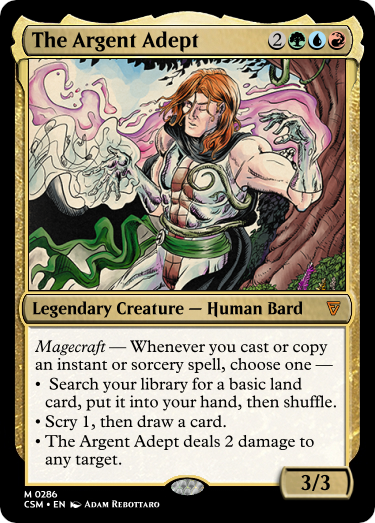 The Argent Adept 2
Legendary Creature — Human Bard
Magecraft — Whenever you cast or copy
an instant or sorcery spell, choose one —
• Search your library for a basic land
card, put it into your hand, then shuffle.
• Scry 1, then draw a card.
• The Argent Adept deals 2 damage to
any target.
3/3
M 0286
CSM • EN Adam Rebottaro